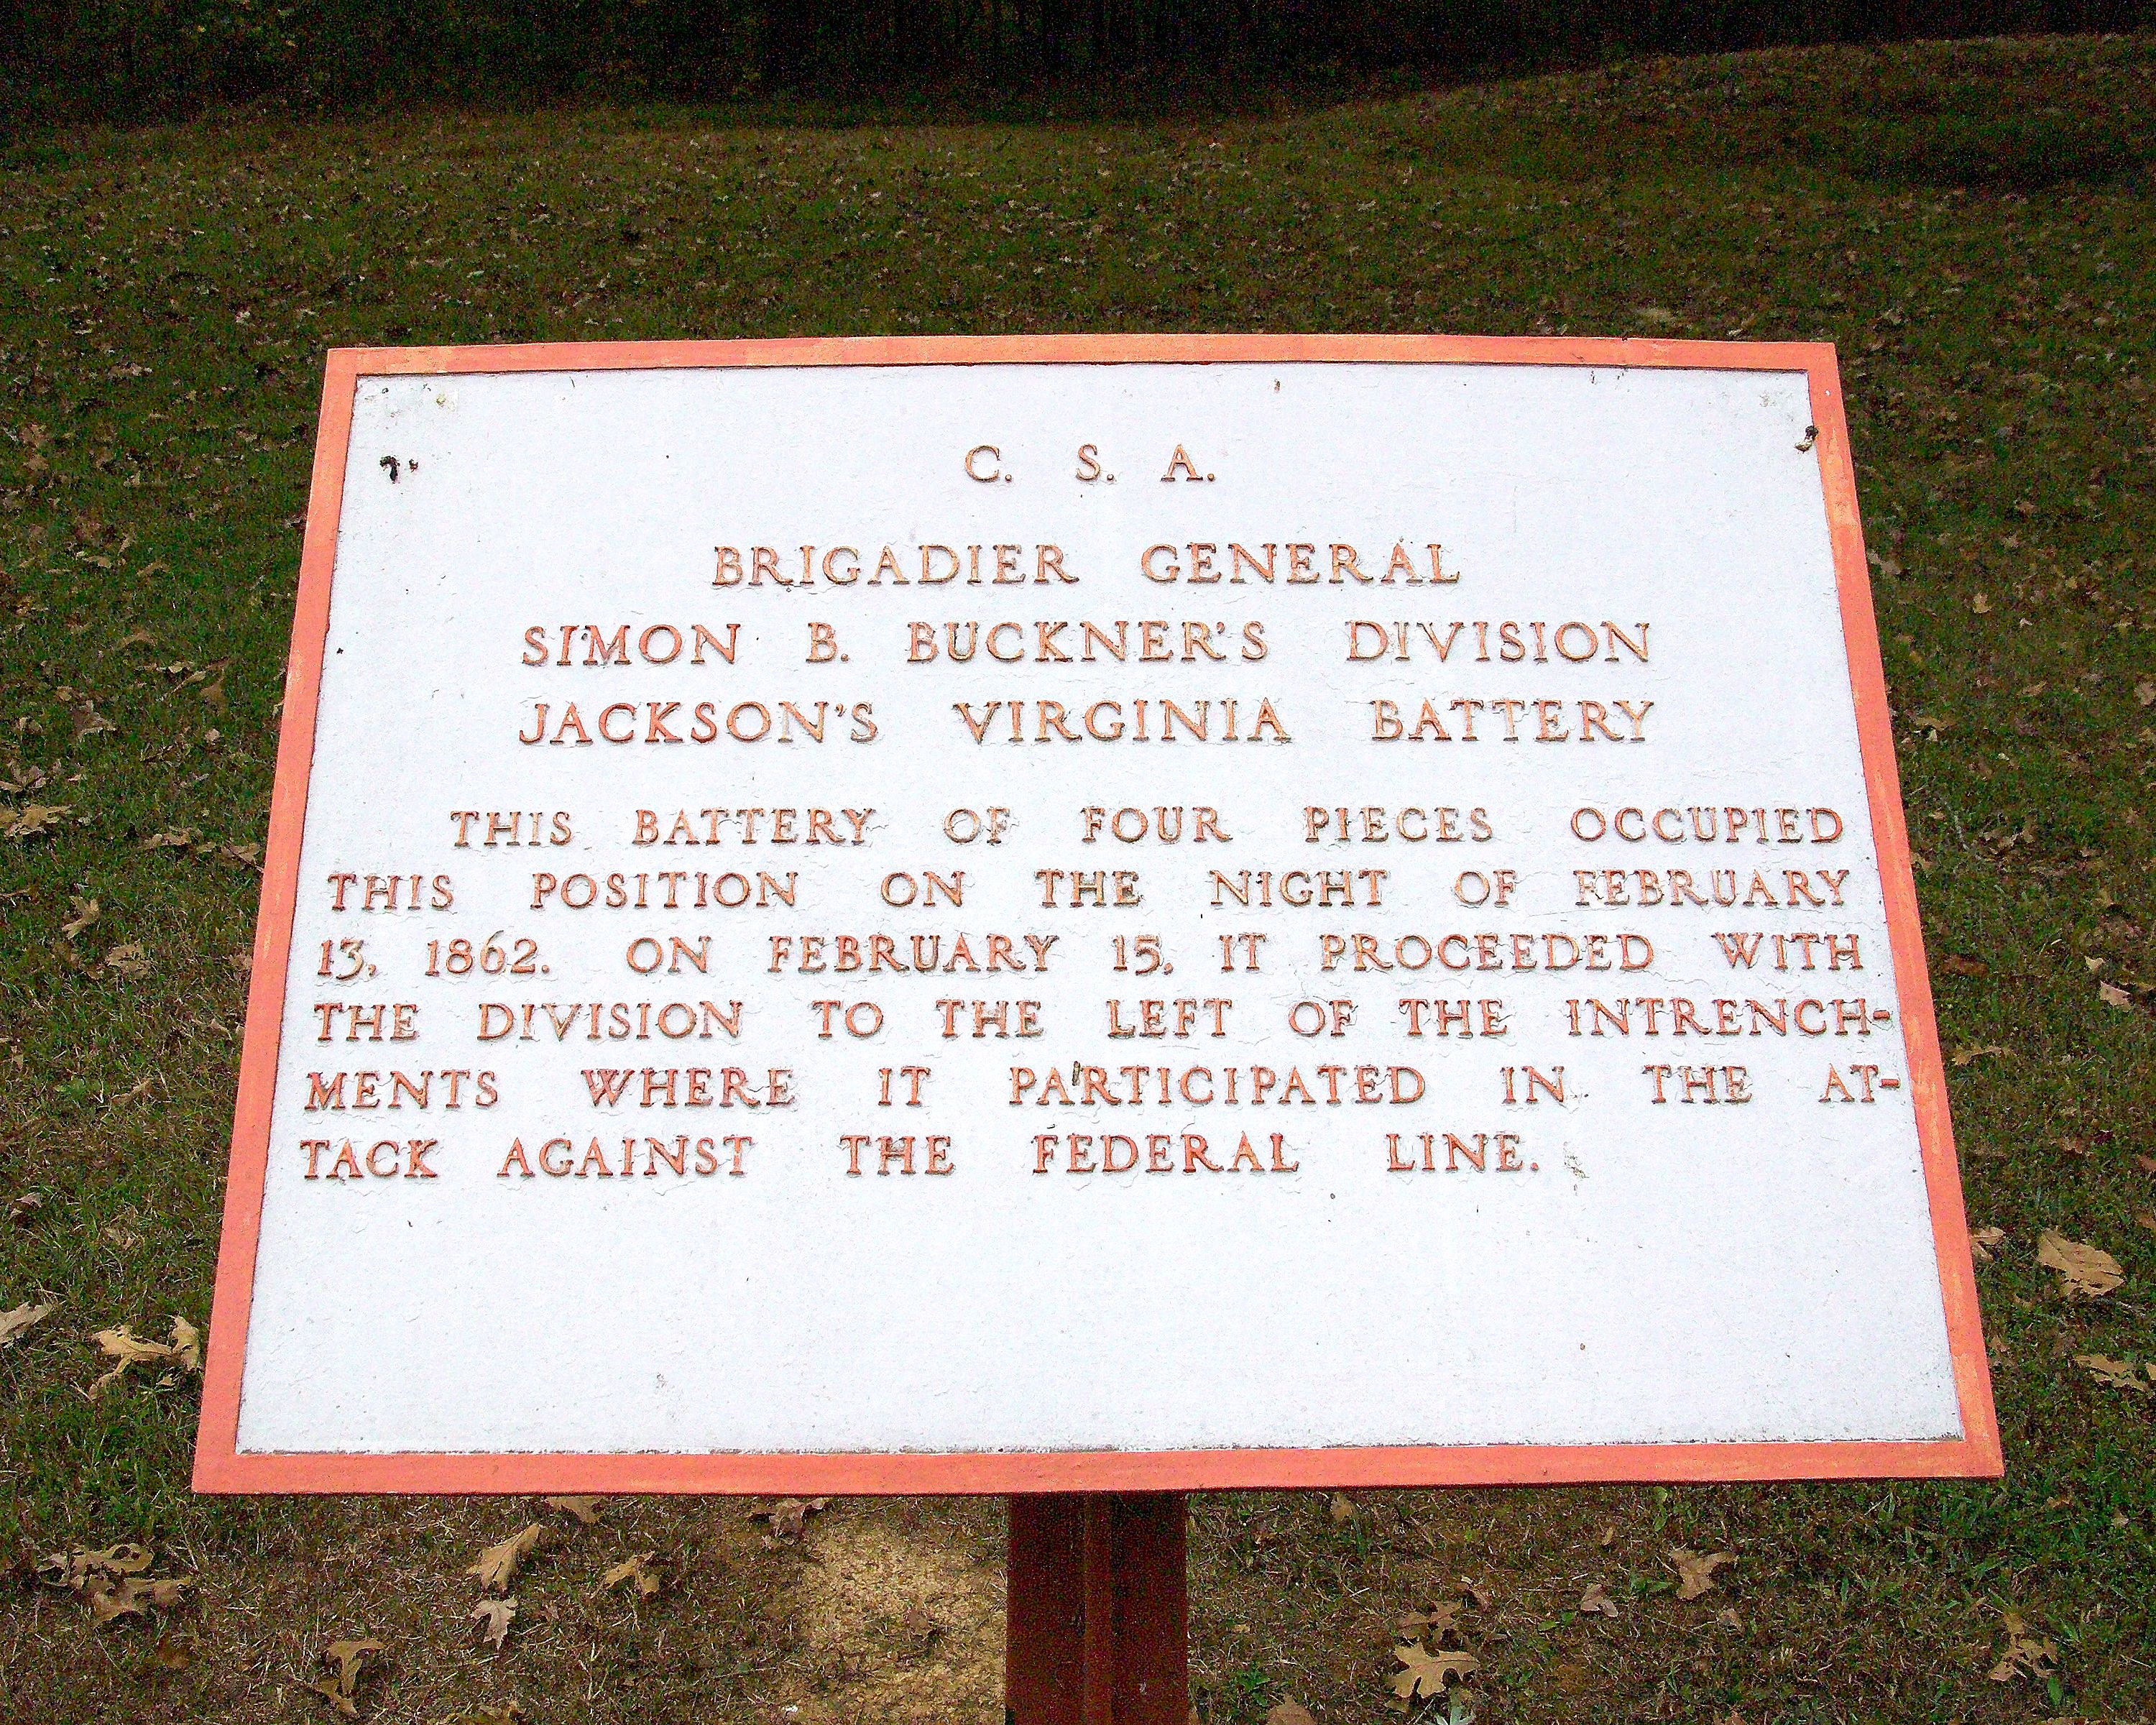 C. S. A.
BRIGADIER GENERAL
SIMON B. BUCKNER'S DIVISION
JACKSON'S VIRGINIA BATTERY
THIS BATTERY OF FOUR PIECES OCCUPIED
THIS POSITION ON THE NIGHT OF FEBRUARY
13, 1862. ON FEBRUARY 15, IT PROCEEDED WITH
THE DIVISION TO THE LEFT OF THE INTRENCH-
MENTS WHERE IT PARTICIPATED IN THE AT-
TACK AGAINST THE FEDERAL LINE.